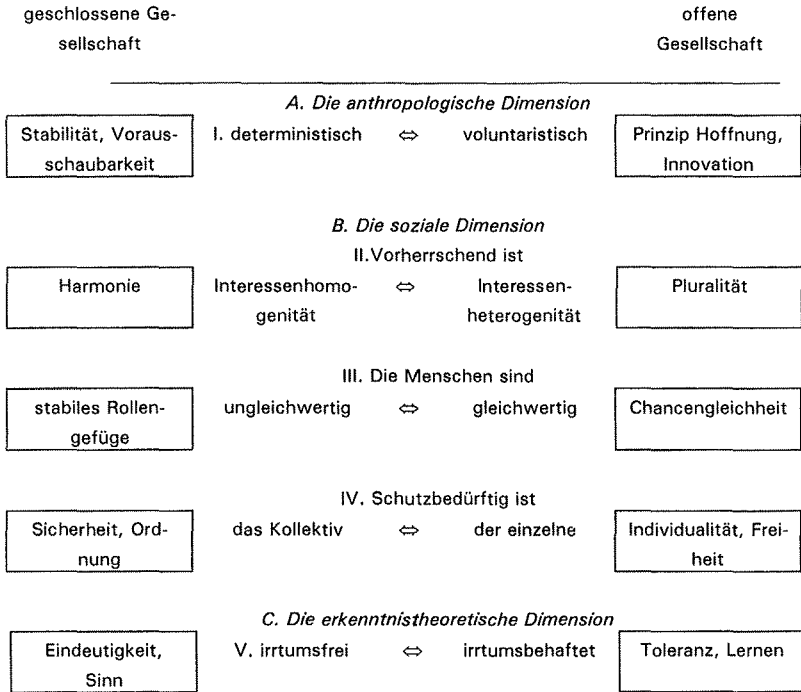 geschlossene Ge-
sellschaft
offene
Gesellschaft
A. Die anthropologische Dimension
Stabilität, Voraus-
schaubarkeit
I. deterministisch ⇔ voluntaristisch
Prinzip Hoffnung,
Innovation
B. Die soziale Dimension
II.Vorherrschend ist
Harmonie
Interessenhomo-
genität
⇔
Interessen-
heterogenität
Pluralität
III. Die Menschen sind
stabiles Rollen-
gefüge
ungleichwertig ⇔ gleichwertig
Chancengleichheit
IV. Schutzbedürftig ist
Sicherheit, Ord-
nung
das Kollektiv ⇔ der einzelne
Individualität, Frei-
heit
C. Die erkenntnistheoretische Dimension
Eindeutigkeit,
Sinn
V. irrtumsfrei ⇔ irrtumsbehaftet
Toleranz, Lernen